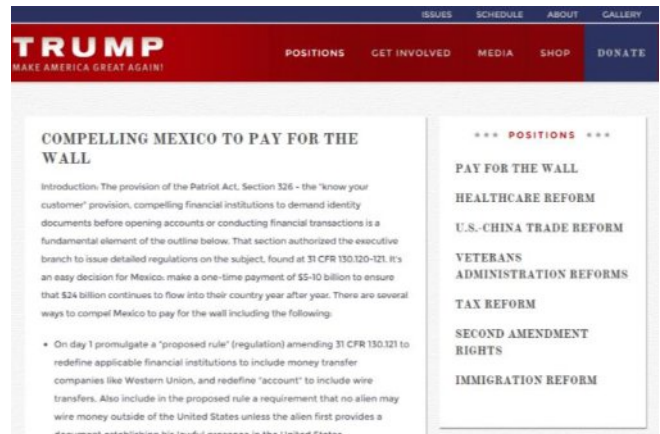 ISSUES SCHEDULE ABOUT GALLERY
TRUMP
MAKE AMERICA GREAT AGAIN!
POSITIONS GET INVOLVED MEDIA SHOP DONATE
COMPELLING MEXICO TO PAY FOR THE
WALL
Introduction: The provision of the Patriot Act, Section 326 - the "know your
customer" provision, compelling financial institutions to demand identity
documents before opening accounts or conducting financial transactions is a
fundamental element of the outline below. That section authorized the executive
branch to issue detailed regulations on the subject, found at 31 CFR 130.120-121. It's
an easy decision for Mexico: make a one-time payment of $5-10 billion to ensure
that $24 billion continues to flow into their country year after year. There are several
ways to compel Mexico to pay for the wall including the following:
• On day 1 promulgate a "proposed rule" (regulation) amending 31 CFR 130.121 to
redefine applicable financial institutions to include money transfer
companies like Western Union, and redefine "account" to include wire
transfers. Also include in the proposed rule a requirement that no alien may
wire money outside of the United States unless the alien first provides a
document establishing his lawful presence in the United States
*** POSITIONS ***
PAY FOR THE WALL
HEALTHCARE REFORM
U.S.-CHINA TRADE REFORM
VETERANS
ADMINISTRATION REFORMS
TAX REFORM
SECOND AMENDMENT
RIGHTS
IMMIGRATION REFORM